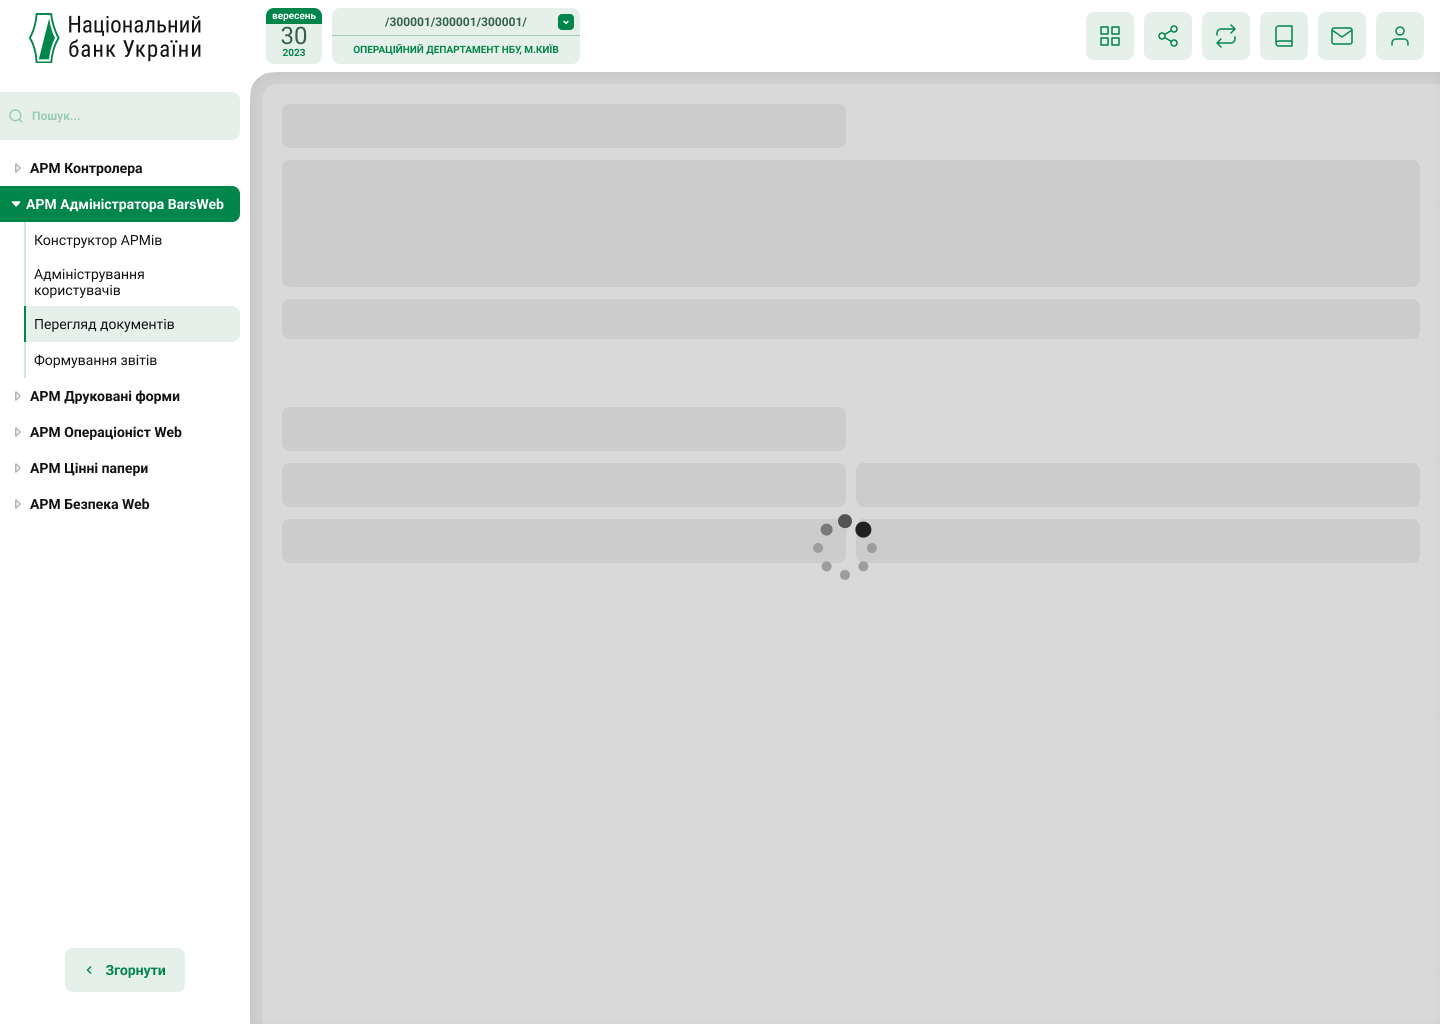 Національний
банк України
вересень
30
2023
/300001/300001/300001/
ОПЕРАЦІЙНИЙ ДЕПАРТАМЕНТ НБУ, М.КИЇВ
Пошук...
АРМ Контролера
АРМ Адміністратора BarsWeb
Конструктор АРМів
Адміністрування
користувачів
Перегляд документів
Формування звітів
АРМ Друковані форми
АРМ Операціоніст Web
АРМ Цінні папери
АРМ Безпека Web
Згорнути